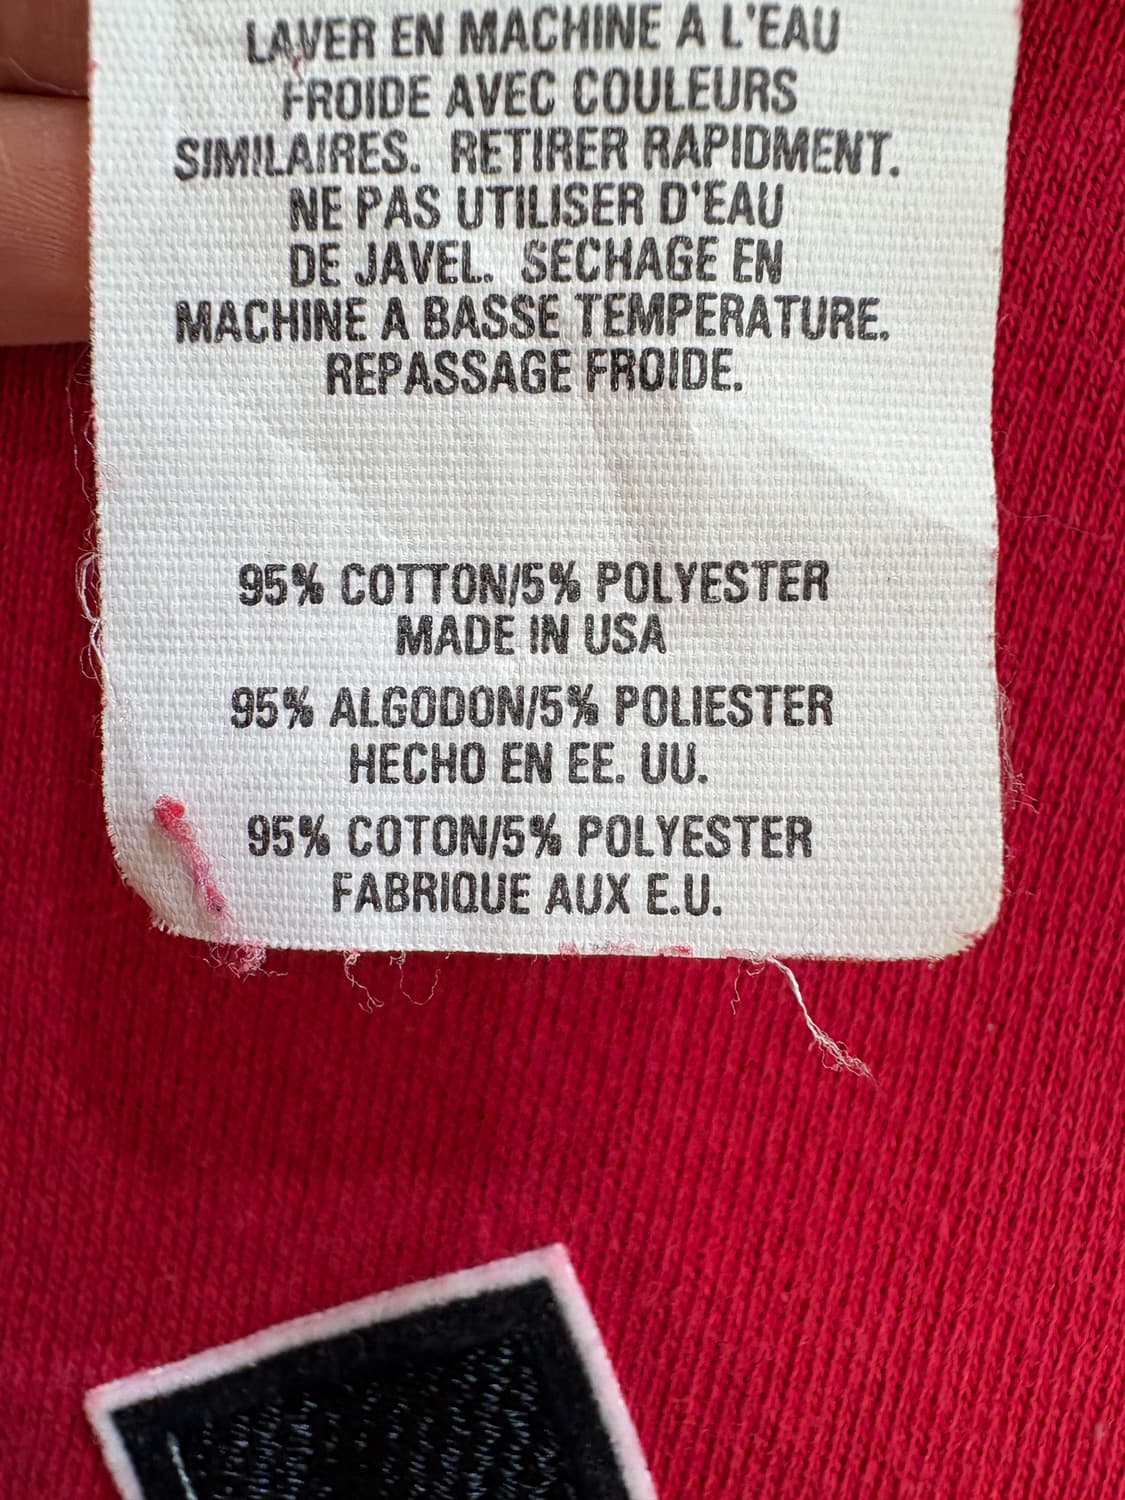 LAVER EN MACHINE A L'EAU
FROIDE AVEC COULEURS
SIMILAIRES. RETIRER RAPIDMENT.
NE PAS UTILISER D'EAU
DE JAVEL. SECHAGE EN
MACHINE A BASSE TEMPERATURE.
REPASSAGE FROIDE.
95% COTTON/5% POLYESTER
MADE IN USA
95% ALGODON/5% POLIESTER
HECHO EN EE. UU.
95% COTON/5% POLYESTER
FABRIQUE AUX E.U.